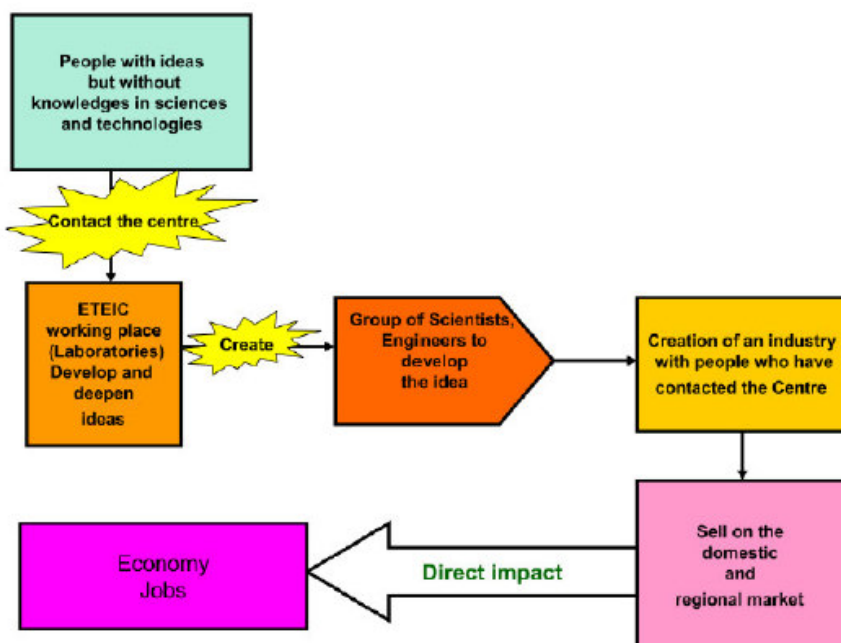 People with ideas
but without
knowledges in sciences
and technologies
Contact the centre
ETEIC
working place
(Laboratories)
Develop and
deepen
ideas
Create
Group of Scientists,
Engineers to
develop
the idea
Creation of an industry
with people who have
contacted the Centre
Sell on the
domestic
and
regional market
Direct impact
Economy
Jobs